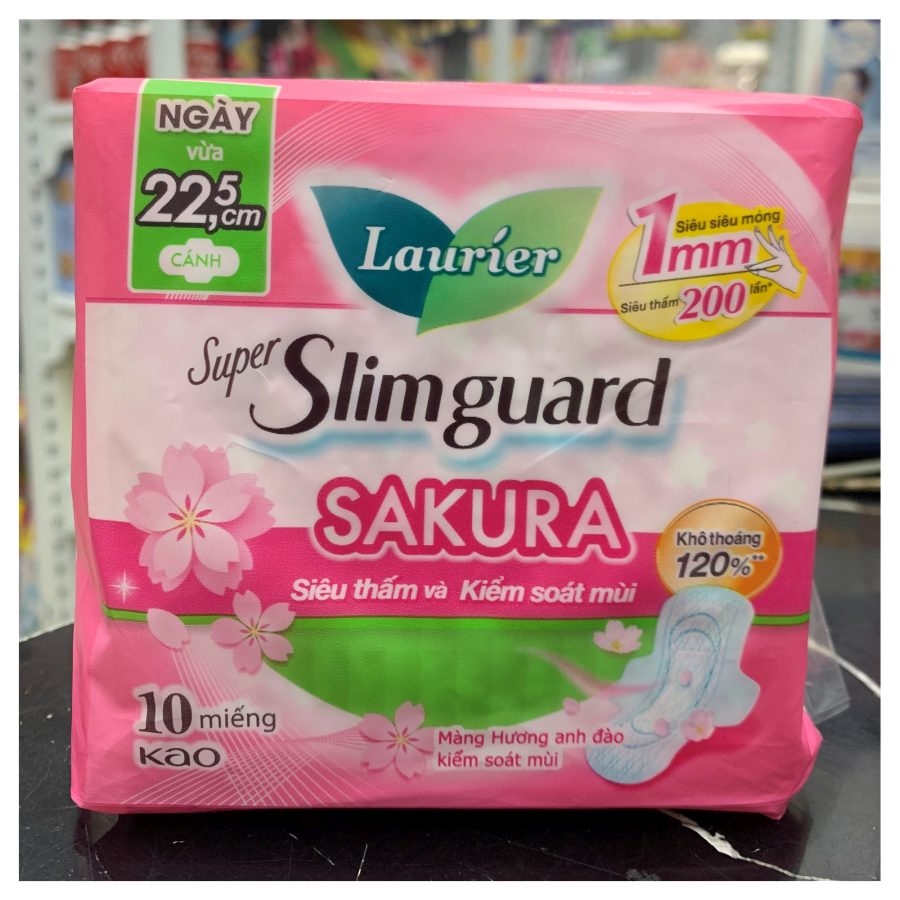 NGÀY
vừa
22,5cm
CÁNH
Laurier
Siêu siêu mỏng
1mm
Siêu thấm 200 lần*
Super Slimguard
SAKURA
Siêu thấm và Kiểm soát mùi
Khô thoáng
120%**
10 miếng
Kao
Màng Hương anh đào
kiểm soát mùi